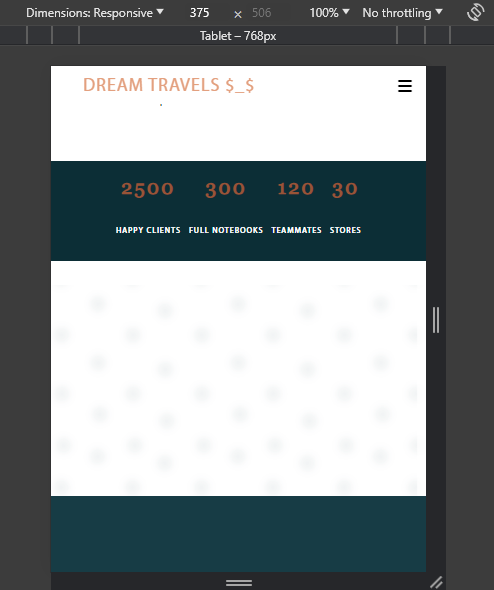 Dimensions: Responsive 375 × 506 100% No throttling
Tablet – 768px
DREAM TRAVELS $_$
2500 300 120 30
HAPPY CLIENTS FULL NOTEBOOKS TEAMMATES STORES